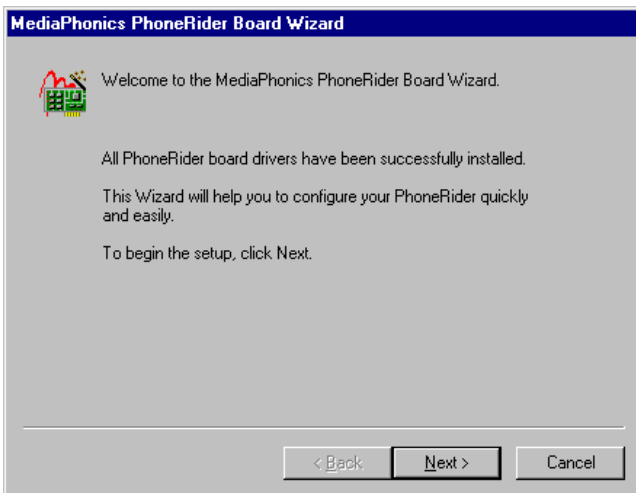 MediaPhonics PhoneRider Board Wizard
Welcome to the MediaPhonics PhoneRider Board Wizard.
All PhoneRider board drivers have been successfully installed.
This Wizard will help you to configure your PhoneRider quickly
and easily.
To begin the setup, click Next.
< Back
Next >
Cancel